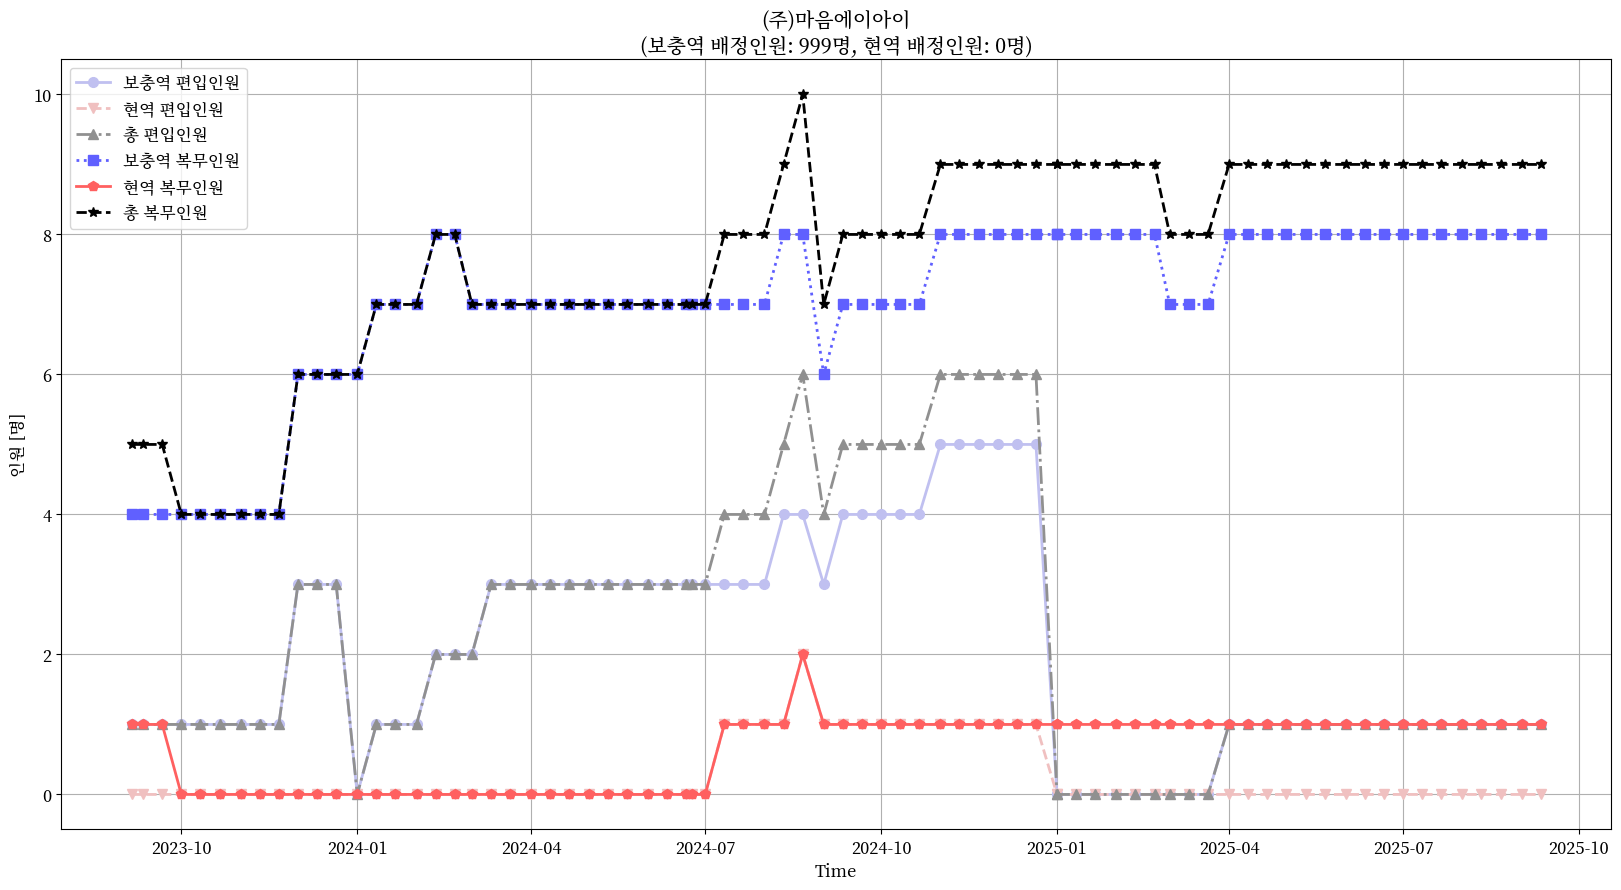 (주)마음에이아이
(보충역 배정인원: 999명, 현역 배정인원: 0명)
보충역 편입인원
현역 편입인원
총 편입인원
보충역 복무인원
현역 복무인원
총 복무인원
인원 [명]
10
8
6
4
2
0
2023-10
2024-01
2024-04
2024-07
2024-10
2025-01
2025-04
2025-07
2025-10
Time